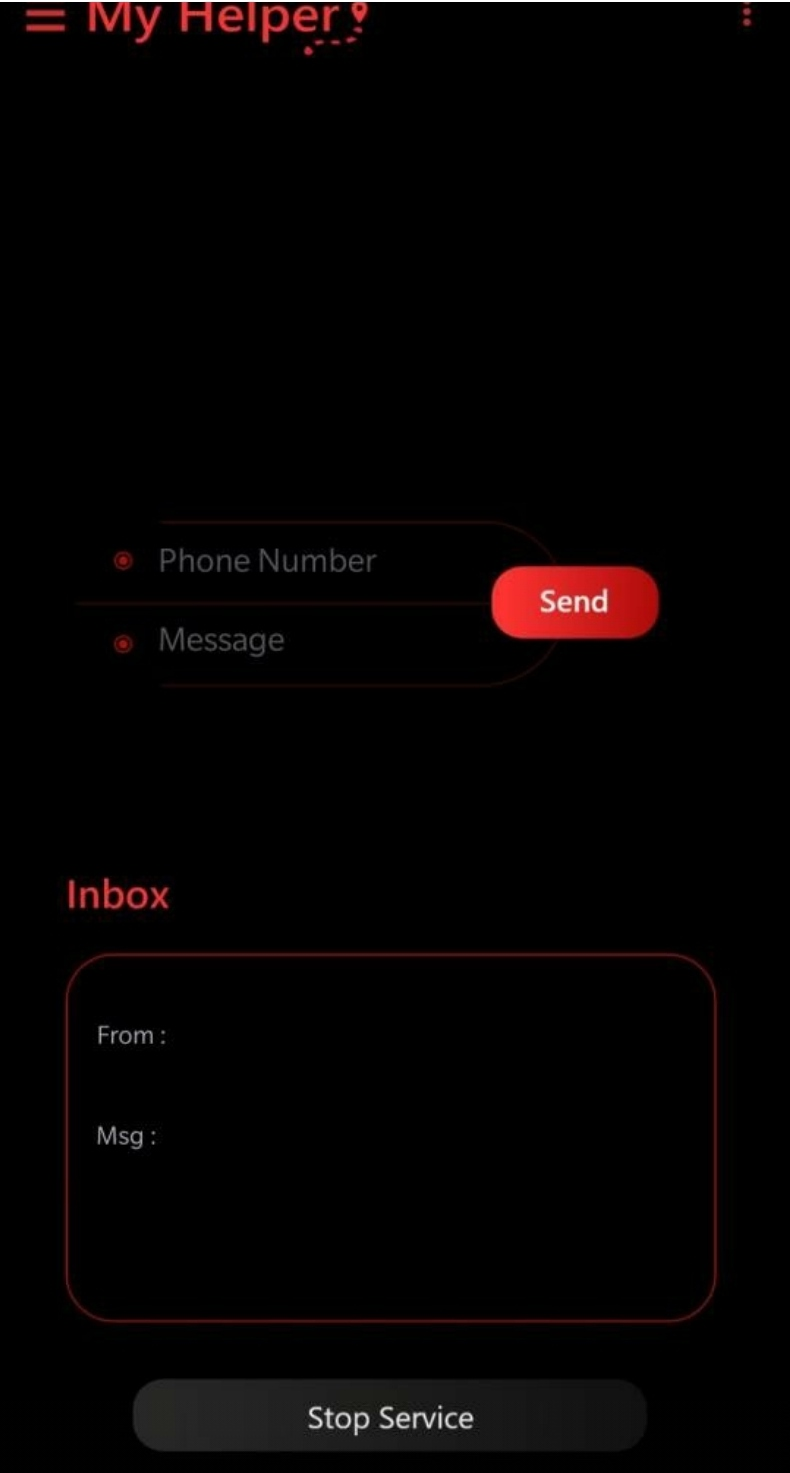 My Helper
Phone Number
Send
Message
Inbox
From :
Msg :
Stop Service